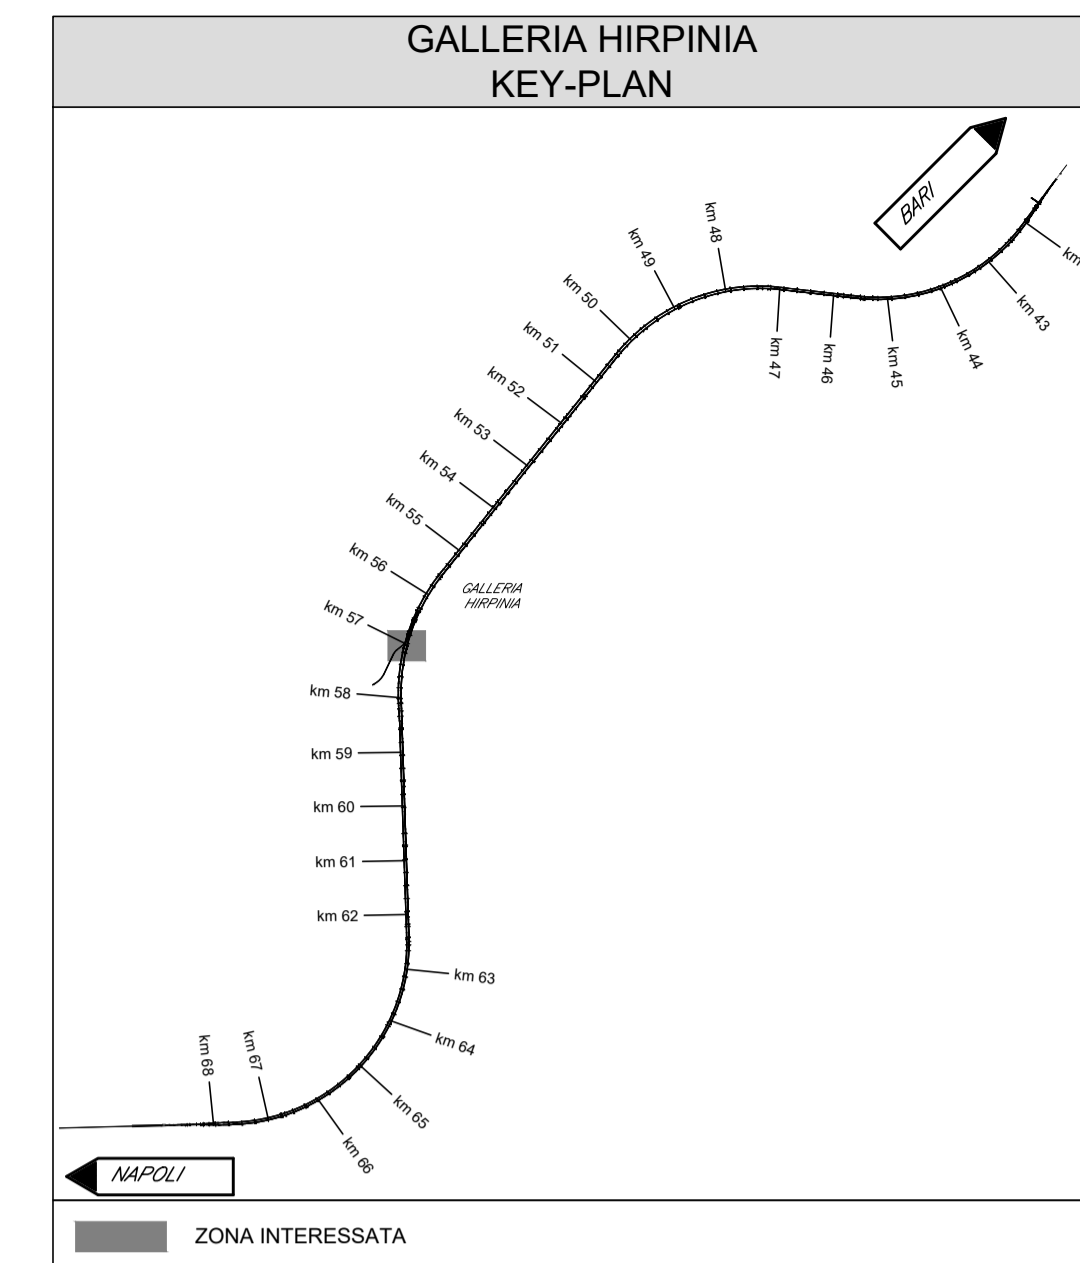 GALLERIA HIRPINIA
KEY-PLAN
BARI
km
km 43
km 44
km 45
km 46
km 47
km 48
km 49
km 50
km 51
km 52
km 53
km 54
km 55
km 56
GALLERIA
HIRPINIA
km 57
km 58
km 59
km 60
km 61
km 62
km 63
km 64
km 65
km 66
km 67
km 68
NAPOLI
ZONA INTERESSATA